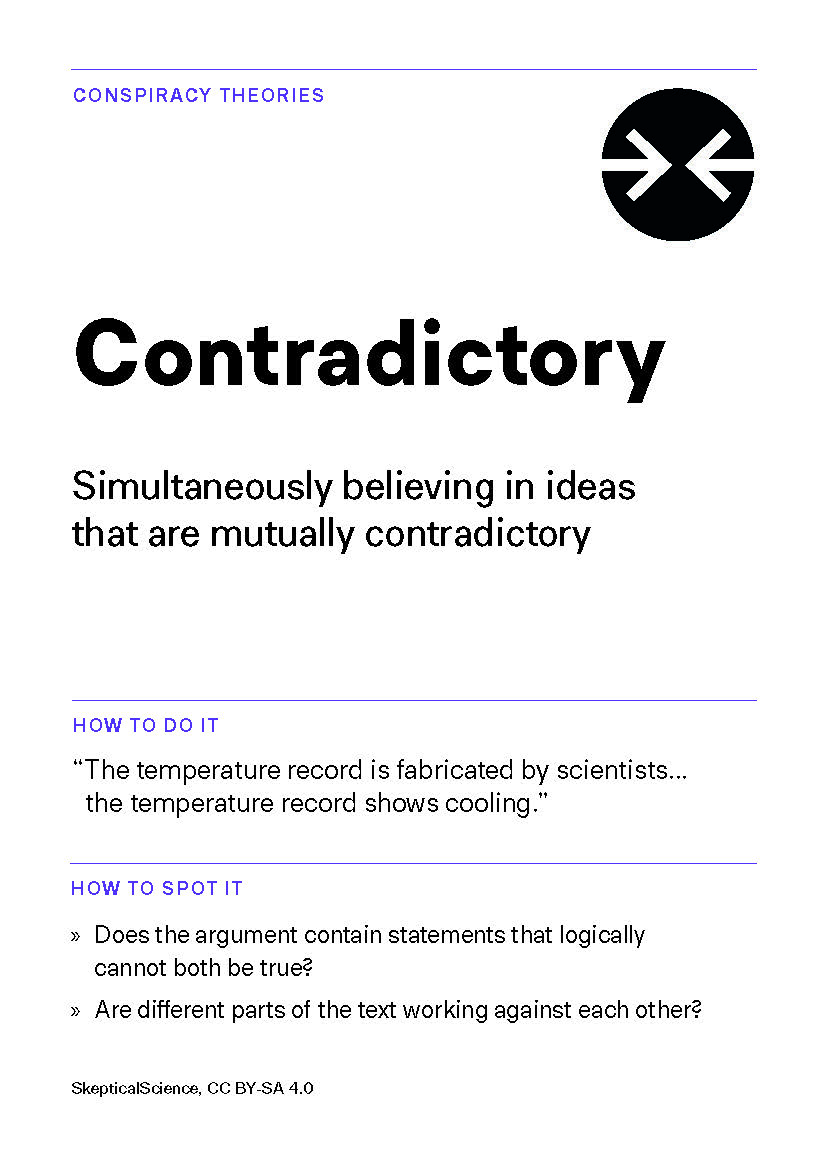 CONSPIRACY THEORIES
Contradictory
Simultaneously believing in ideas
that are mutually contradictory
HOW TO DO IT
“The temperature record is fabricated by scientists...
the temperature record shows cooling.”
HOW TO SPOT IT
» Does the argument contain statements that logically
cannot both be true?
» Are different parts of the text working against each other?
SkepticalScience, CC BY-SA 4.0